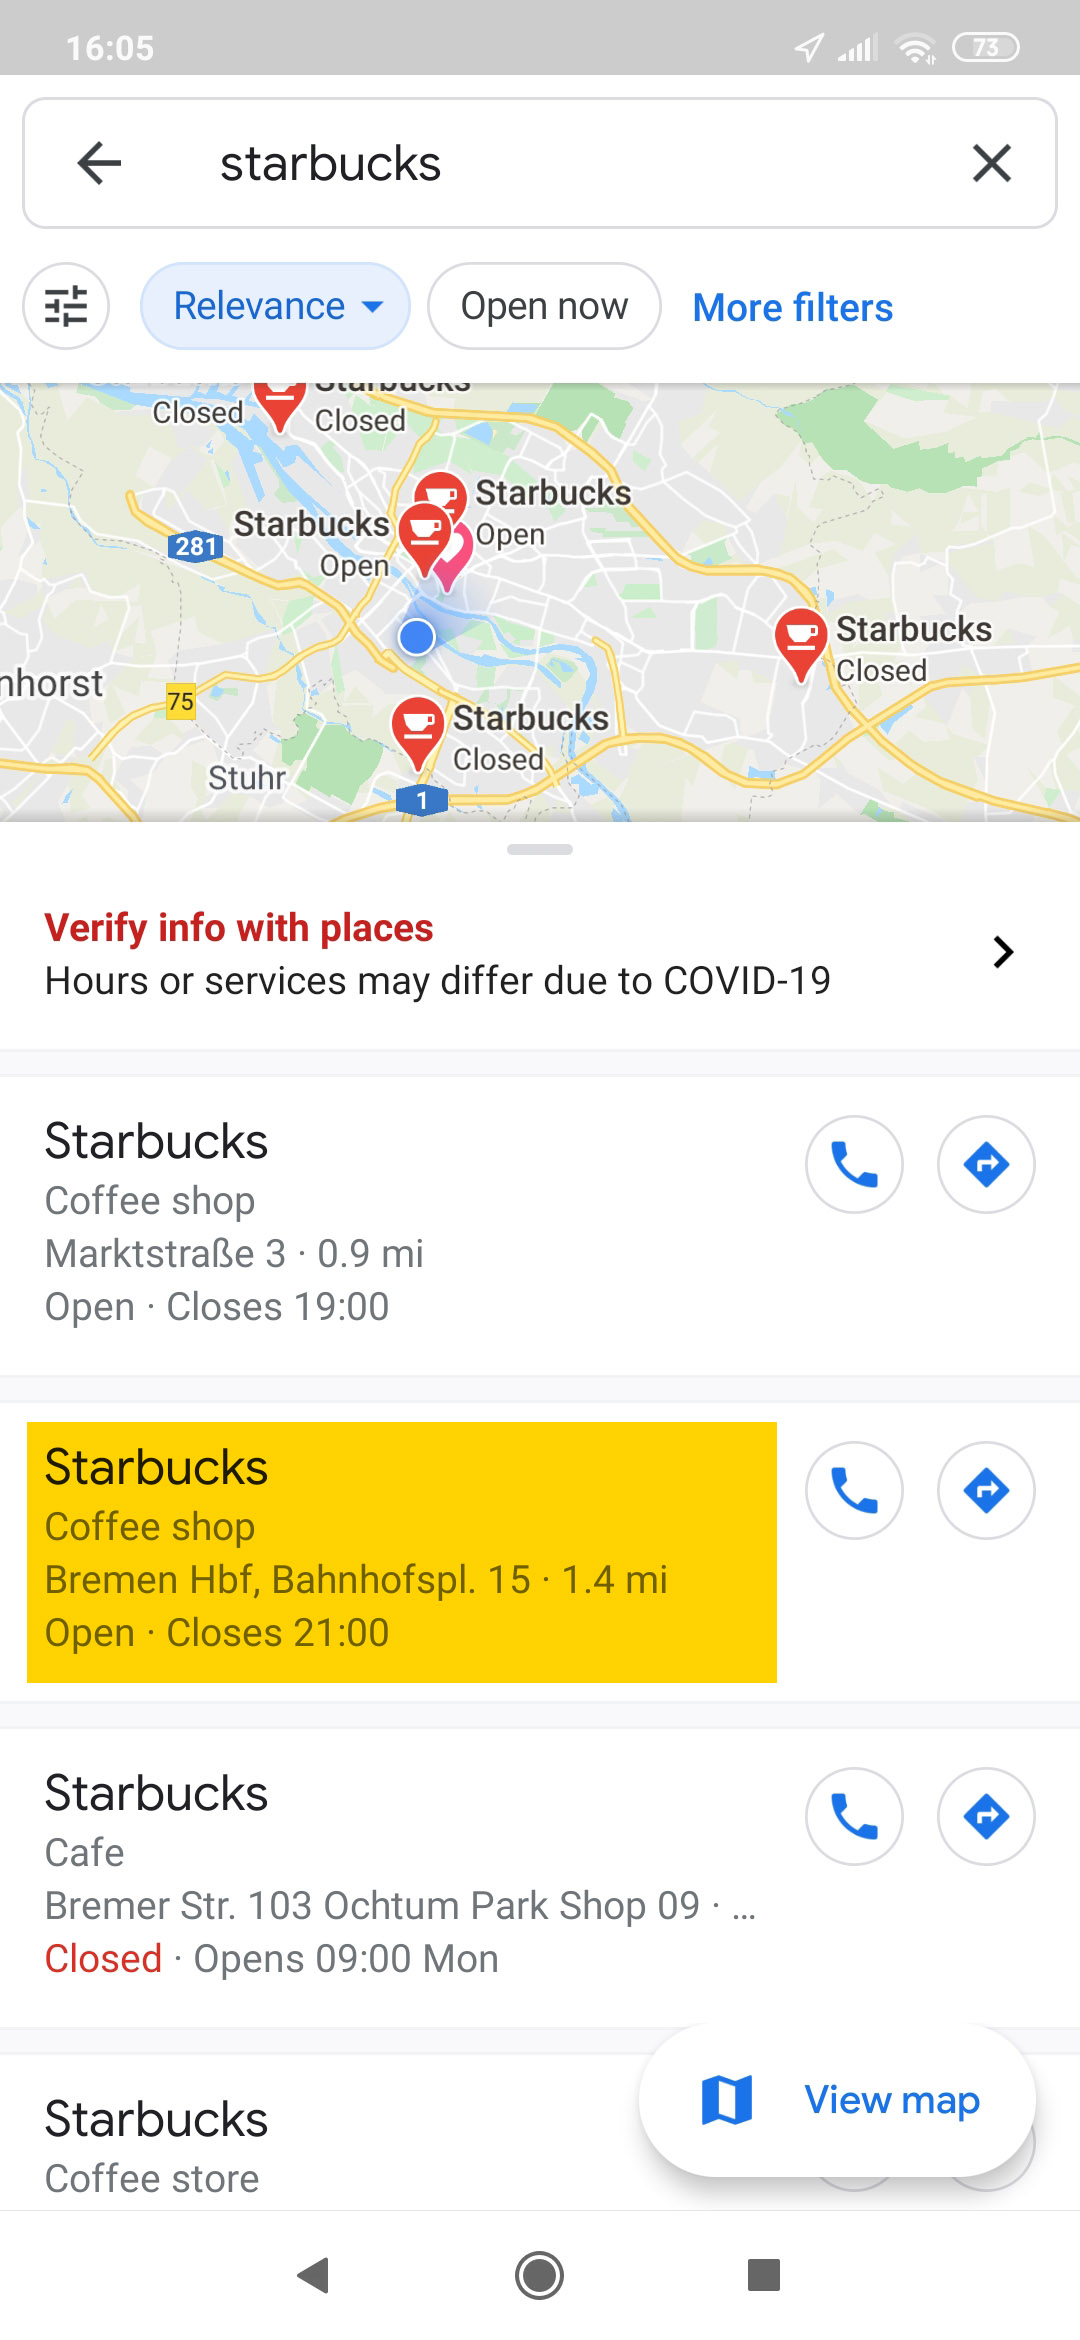 16:05
73
starbucks
Relevance
Open now
More filters
Starbucks
Closed
Closed
Starbucks
Open
Starbucks
Open
281
Starbucks
Closed
nhorst
75
Starbucks
Closed
Stuhr
1
Verify info with places
Hours or services may differ due to COVID-19
Starbucks
Coffee shop
Marktstraße 3 · 0.9 mi
Open · Closes 19:00
Starbucks
Coffee shop
Bremen Hbf, Bahnhofspl. 15 · 1.4 mi
Open · Closes 21:00
Starbucks
Cafe
Bremer Str. 103 Ochtum Park Shop 09 · ...
Closed · Opens 09:00 Mon
Starbucks
Coffee store
View map